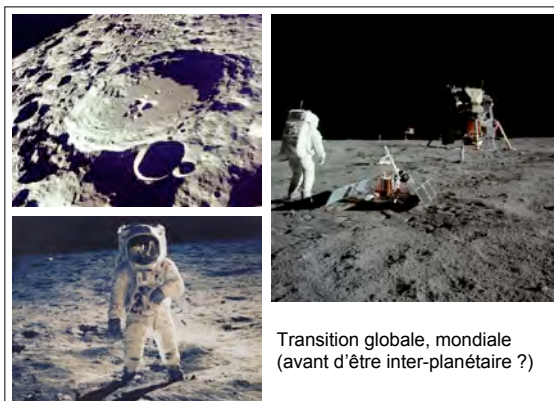 Transition globale, mondiale
(avant d’être inter-planétaire ?)